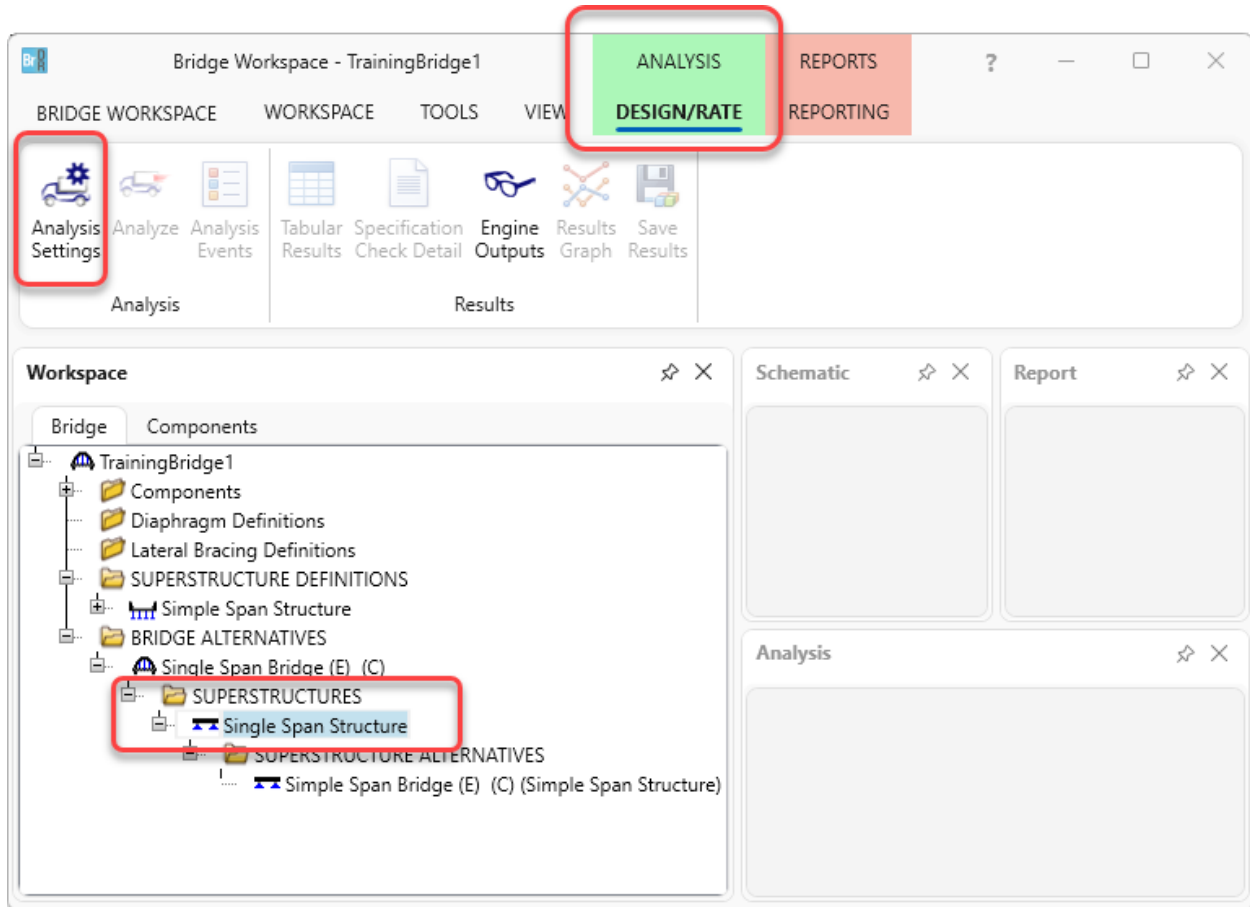 Br DR Bridge Workspace - TrainingBridge1 ANALYSIS REPORTS ?
BRIDGE WORKSPACE WORKSPACE TOOLS VIEW DESIGN/RATE REPORTING
Analysis Settings
Analyze
Analysis Events
Tabular Results
Specification Check Detail
Engine Outputs
Results Graph
Save Results
Analysis Results
Workspace
Bridge Components
TrainingBridge1
Components
Diaphragm Definitions
Lateral Bracing Definitions
SUPERSTRUCTURE DEFINITIONS
Simple Span Structure
BRIDGE ALTERNATIVES
Single Span Bridge (E) (C)
SUPERSTRUCTURES
Single Span Structure
SUPERSTRUCTURE ALTERNATIVES
Simple Span Bridge (E) (C) (Simple Span Structure)
Schematic
Report
Analysis